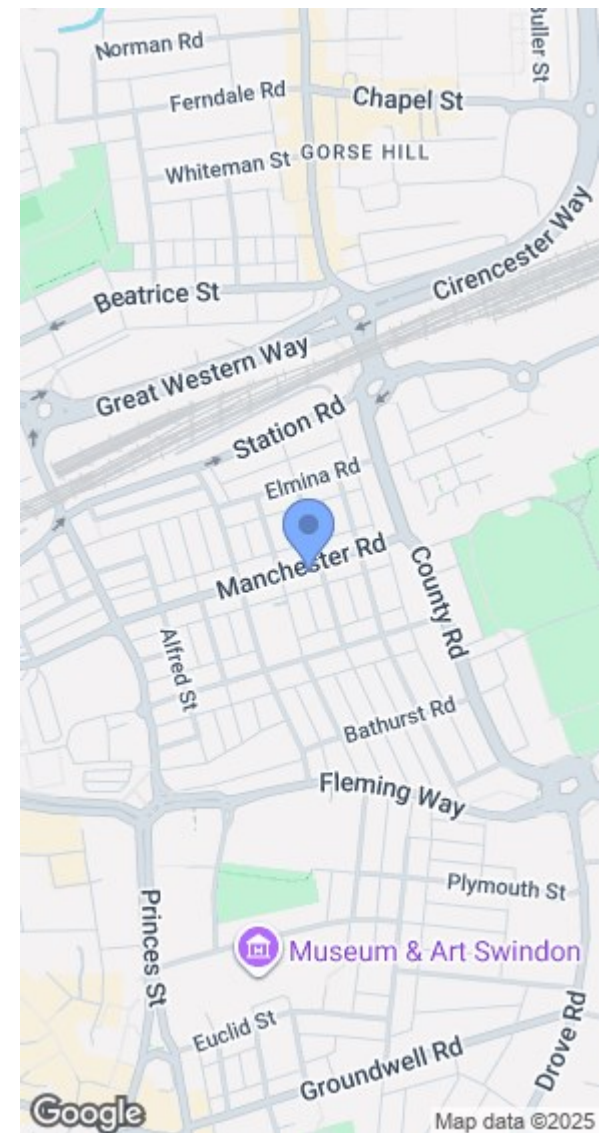 Norman Rd
Buller St
Ferndale Rd
Chapel St
Whiteman St
GORSE HILL
Cirencester Way
Beatrice St
Great Western Way
Station Rd
Elmina Rd
Manchester Rd
County Rd
Alfred St
Bathurst Rd
Fleming Way
Plymouth St
Princes St
Museum & Art Swindon
Euclid St
Drove Rd
Groundwell Rd
Google
Map data ©2025